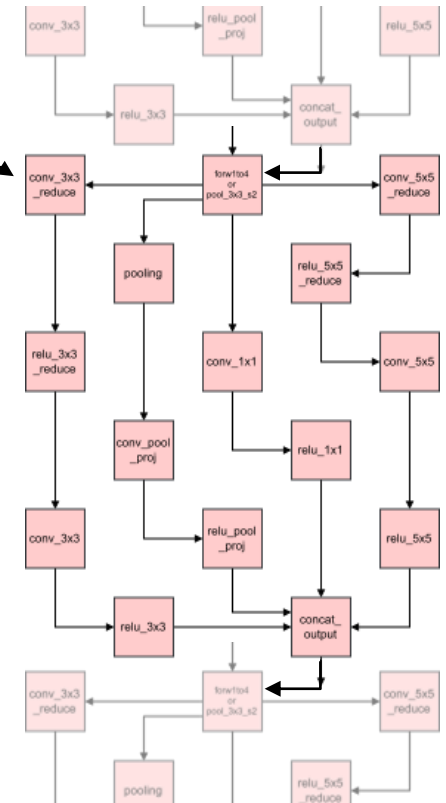 conv_3x3
relu_pool
_proj
relu_5x5
relu_3x3
concat_
output
conv_3x3
_reduce
forw1to4
or
pool_3x3_s2
conv_5x5
_reduce
pooling
relu_5x5
_reduce
relu_3x3
_reduce
conv_1x1
conv_5x5
conv_pool
_proj
relu_1x1
conv_3x3
relu_pool
_proj
relu_5x5
relu_3x3
concat_
output
conv_3x3
_reduce
forw1to4
or
pool_3x3_s2
conv_5x5
_reduce
pooling
relu_5x5
_reduce